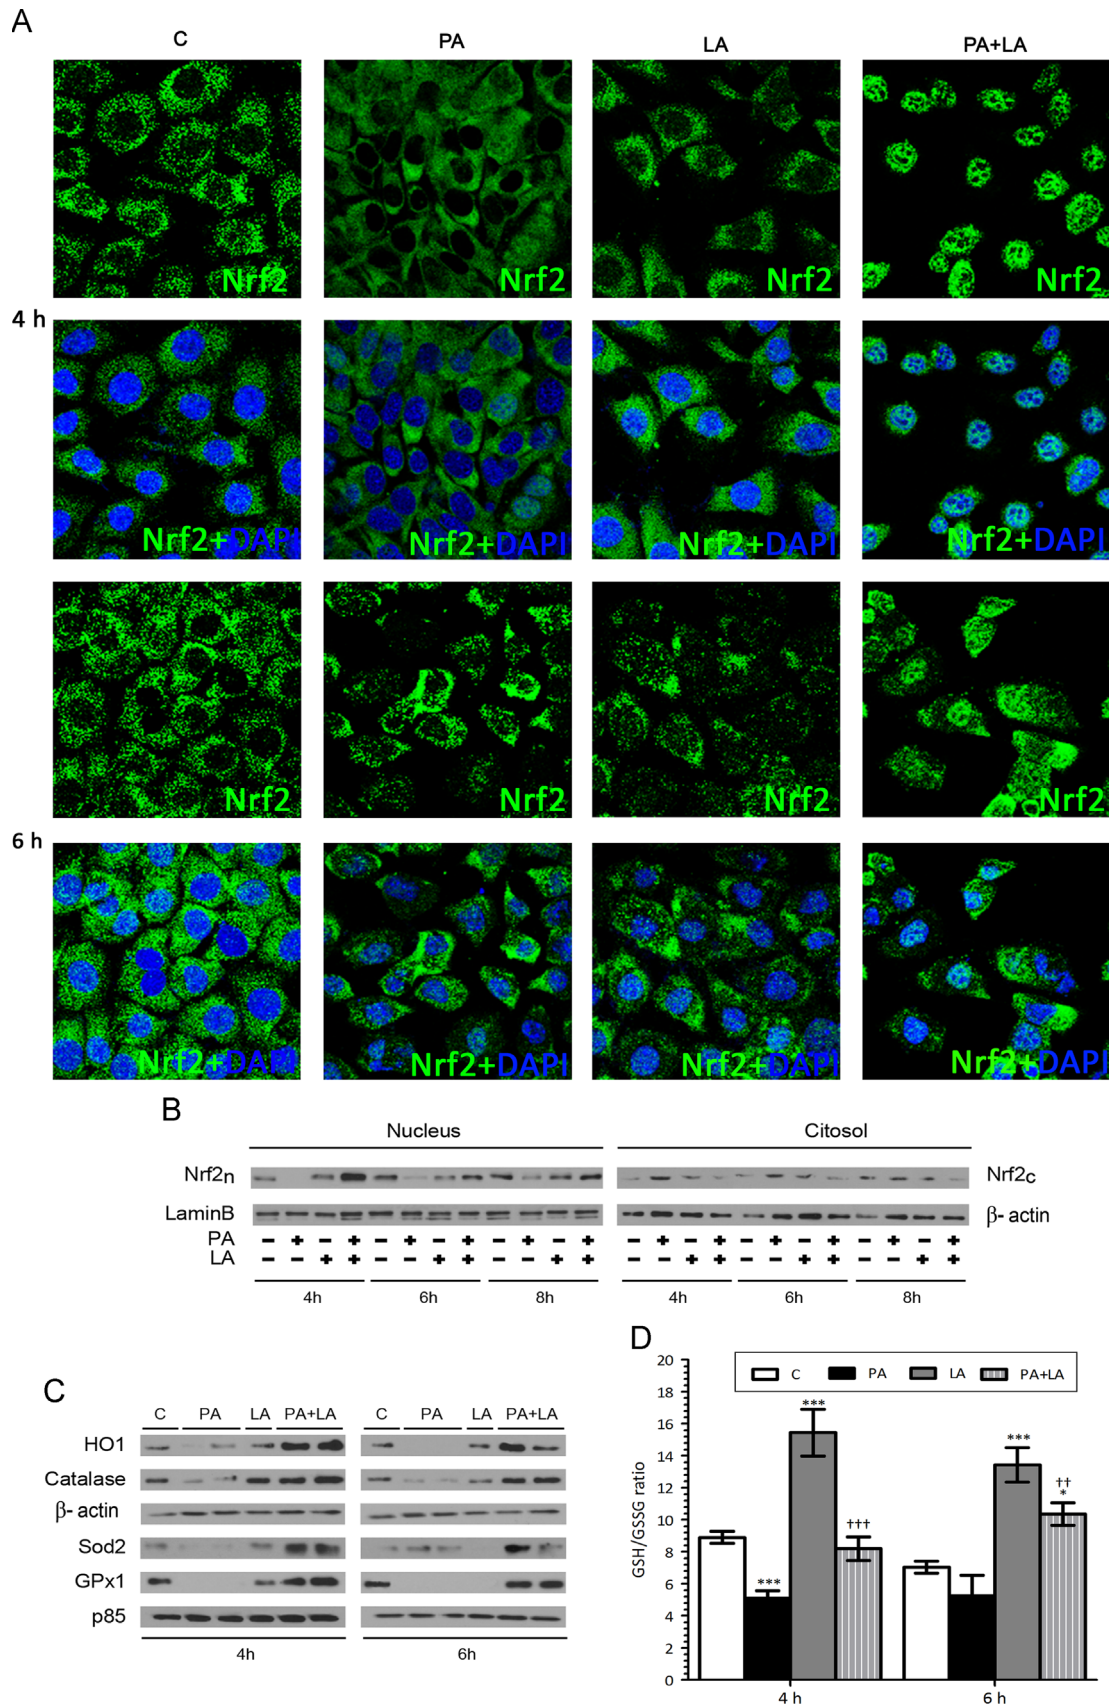 A
C PA LA PA+LA
Nrf2 Nrf2 Nrf2 Nrf2
4 h
Nrf2+DAPI Nrf2+DAPI Nrf2+DAPI Nrf2+DAPI
Nrf2 Nrf2 Nrf2 Nrf2
6 h
Nrf2+DAPI Nrf2+DAPI Nrf2+DAPI Nrf2+DAPI
B
Nucleus Citosol
Nrf2n Nrf2c
LaminB β- actin
PA - + - + - + - + - + - + - + - + - + - + - + - +
LA - - + + - - + + - - + + - - + + - - + + - - + +
4h 6h 8h 4h 6h 8h
C
C PA LA PA+LA C PA LA PA+LA
HO1
Catalase
β- actin
Sod2
GPx1
p85
4h 6h
D
C PA LA PA+LA
GSH/GSSG ratio
20
18
16
14
12
10
8
6
4
2
0
*** *** ††† *** †† *
4 h 6 h